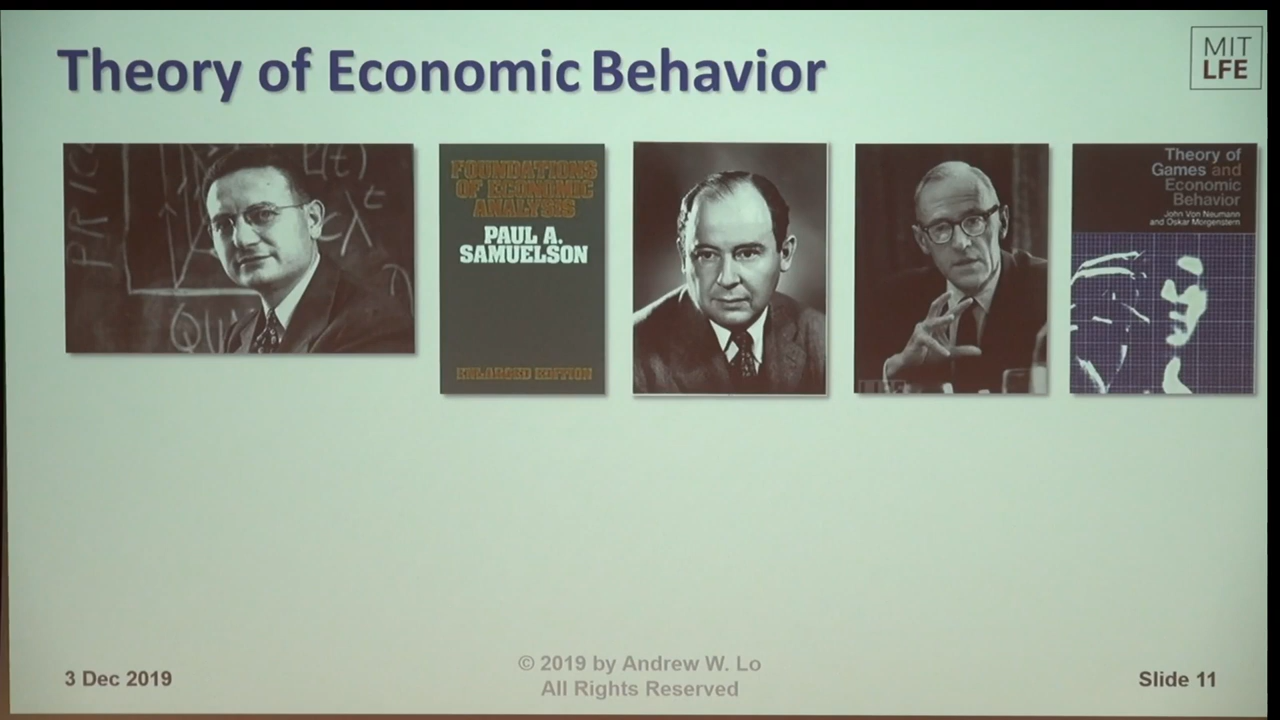 Theory of Economic Behavior
MIT
LFE
PRIC
FOUNDATIONS
OF ECONOMIC
ANALYSIS
PAUL A.
SAMUELSON
ENLARGED EDITION
LIFE
Theory of
Games and
Economic
Behavior
John Von Neumann
and Oskar Morgenstern
3 Dec 2019
© 2019 by Andrew W. Lo
All Rights Reserved
Slide 11